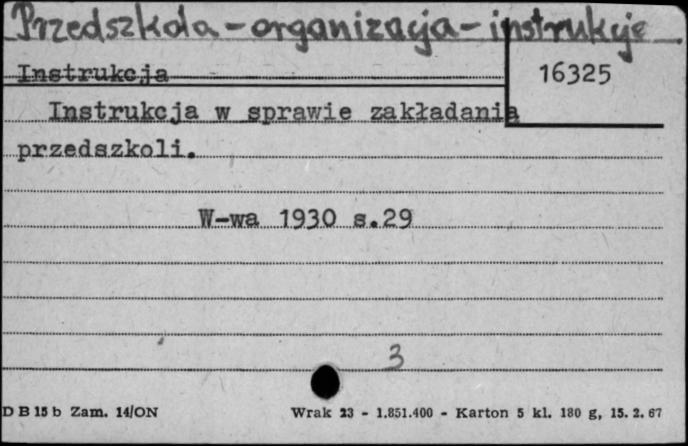 Przedszkola - organizacja - instrukcje
Instrukcja
16325
Instrukcja w sprawie zakładania
przedszkoli.
W-wa 1930 s.29
3
D B 15 b Zam. 14/ON
Wrak 23 - 1.851.400 - Karton 5 kl. 180 g, 15. 2. 67